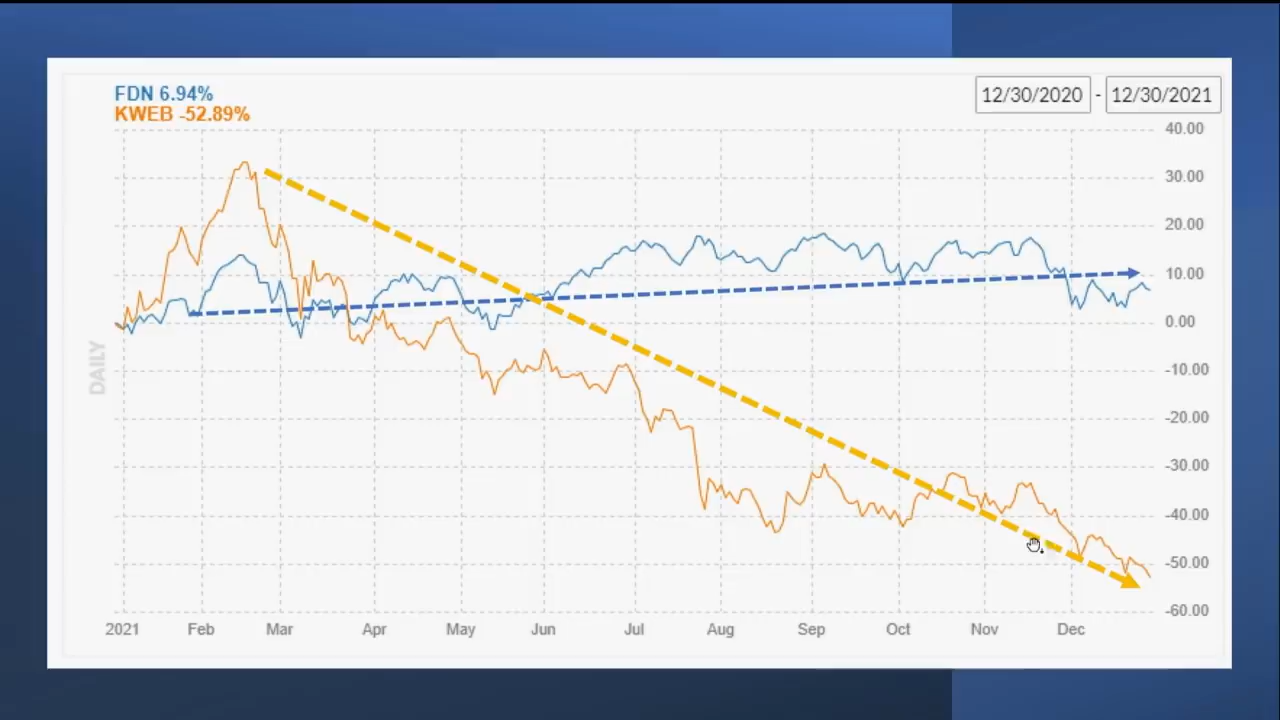 FDN 6.94%
KWEB -52.89%
12/30/2020 - 12/30/2021
40.00
30.00
20.00
10.00
0.00
-10.00
-20.00
-30.00
-40.00
-50.00
-60.00
DAILY
2021 Feb Mar Apr May Jun Jul Aug Sep Oct Nov Dec